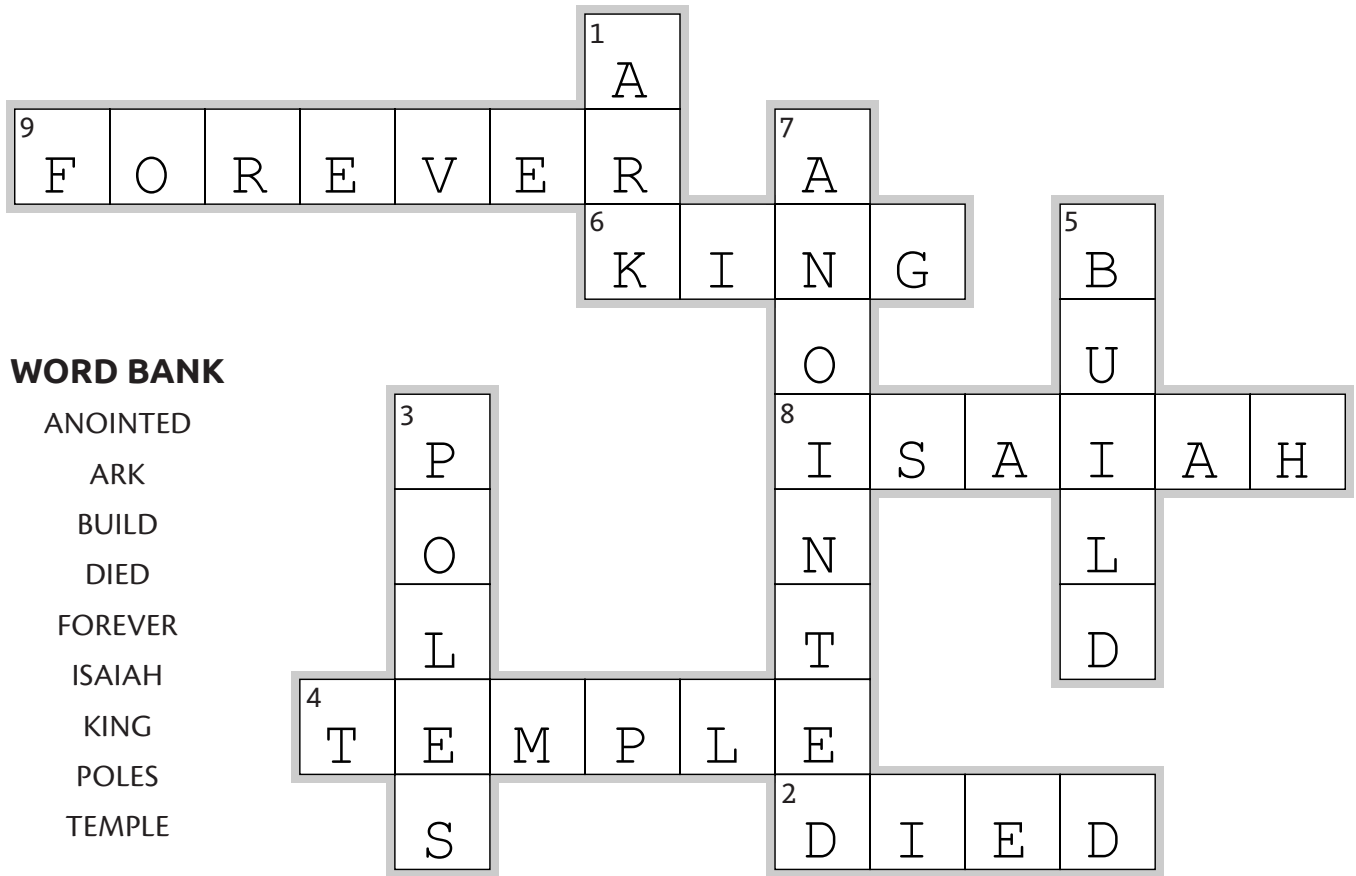 1
A
9 7
F O R E V E R A
6 5
K I N G B
O U
WORD BANK
ANOINTED
ARK
BUILD
DIED
FOREVER
ISAIAH
KING
POLES
TEMPLE
3 8
P I S A I A H
O N L
L T D
4
T E M P L E
2
S D I E D